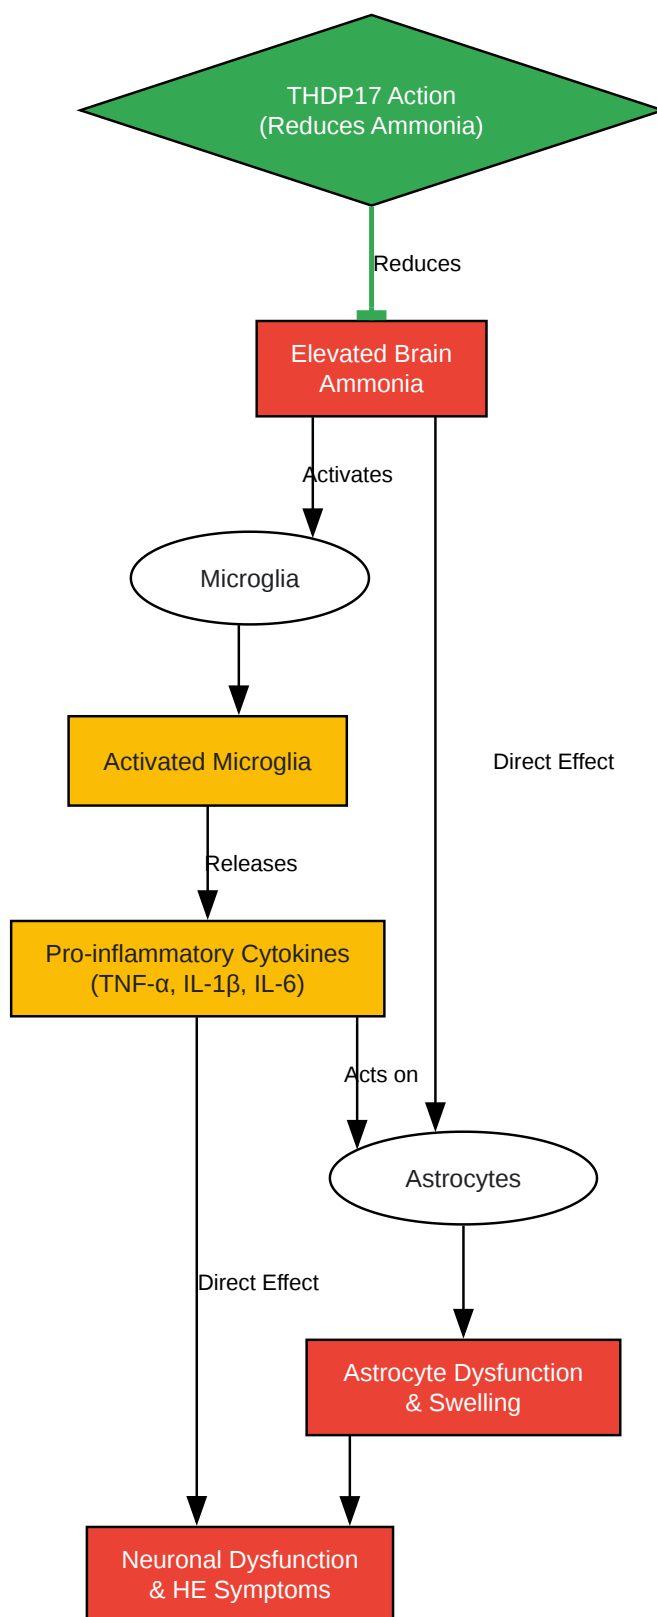 THDP17 Action
(Reduces Ammonia)
Reduces
Elevated Brain
Ammonia
Activates
Microglia
Activated Microglia
Direct Effect
Releases
Pro-inflammatory Cytokines
(TNF-α, IL-1β, IL-6)
Acts on
Astrocytes
Direct Effect
Astrocyte Dysfunction
& Swelling
Neuronal Dysfunction
& HE Symptoms